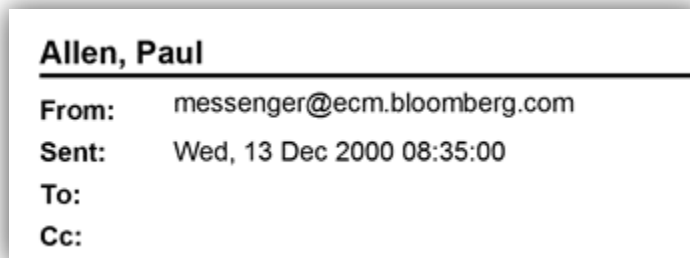 Allen, Paul
From: messenger@ecm.bloomberg.com
Sent: Wed, 13 Dec 2000 08:35:00
To:
Cc: